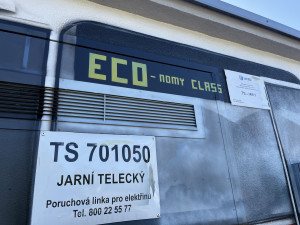 ECO - NOMY CLASS
TS 701050
JARNÍ TELECKÝ
Poruchová linka pro elektřinu
Tel. 800 22 55 77